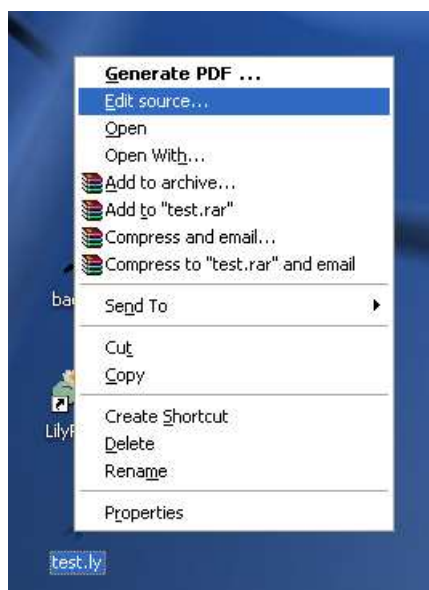 Generate PDF ...
Edit source...
Open
Open With...
Add to archive...
Add to "test.rar"
Compress and email...
Compress to "test.rar" and email
Send To
Cut
Copy
Create Shortcut
Delete
Rename
Properties
test.ly